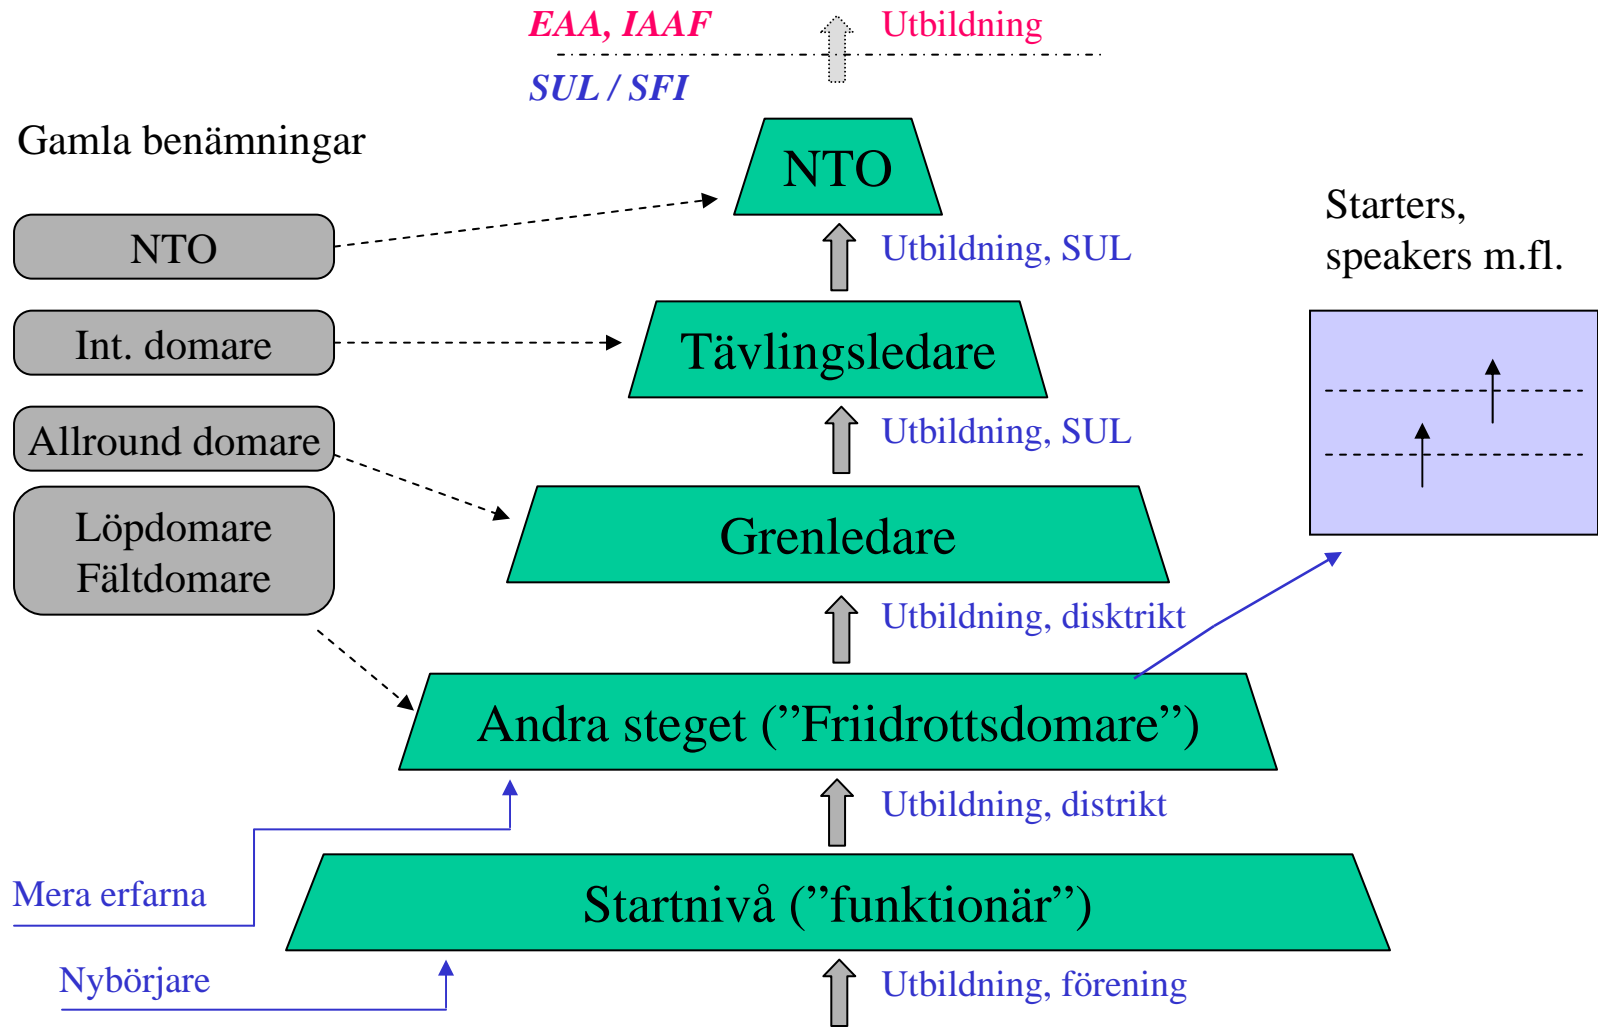 EAA, IAAF
Utbildning
SUL / SFI
Gamla benämningar
NTO
NTO
Utbildning, SUL
Starters,
speakers m.fl.
Int. domare
Tävlingsledare
Utbildning, SUL
Allround domare
Löpdomare
Fältdomare
Grenledare
Utbildning, disktrikt
Andra steget (”Friidrottsdomare”)
Utbildning, distrikt
Mera erfarna
Startnivå (”funktionär”)
Nybörjare
Utbildning, förening